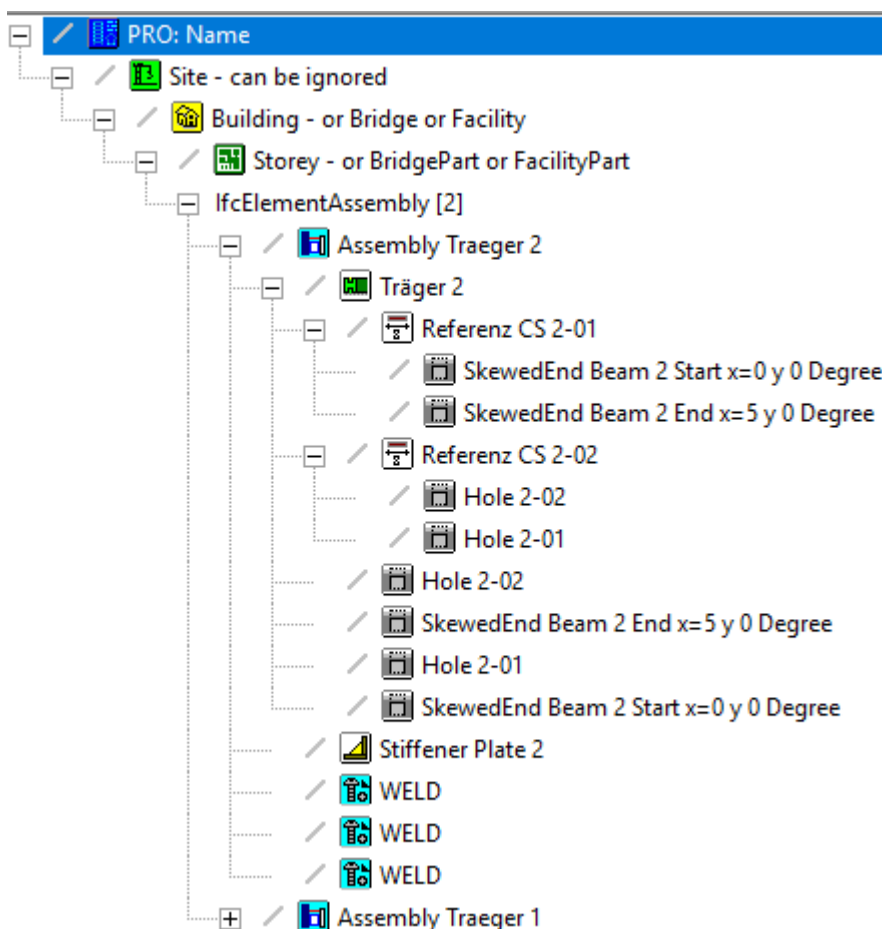 PRO: Name
Site - can be ignored
Building - or Bridge or Facility
Storey - or BridgePart or FacilityPart
IfcElementAssembly [2]
Assembly Traeger 2
Träger 2
Referenz CS 2-01
SkewedEnd Beam 2 Start x=0 y 0 Degree
SkewedEnd Beam 2 End x=5 y 0 Degree
Referenz CS 2-02
Hole 2-02
Hole 2-01
Hole 2-02
SkewedEnd Beam 2 End x=5 y 0 Degree
Hole 2-01
SkewedEnd Beam 2 Start x=0 y 0 Degree
Stiffener Plate 2
WELD
WELD
WELD
Assembly Traeger 1